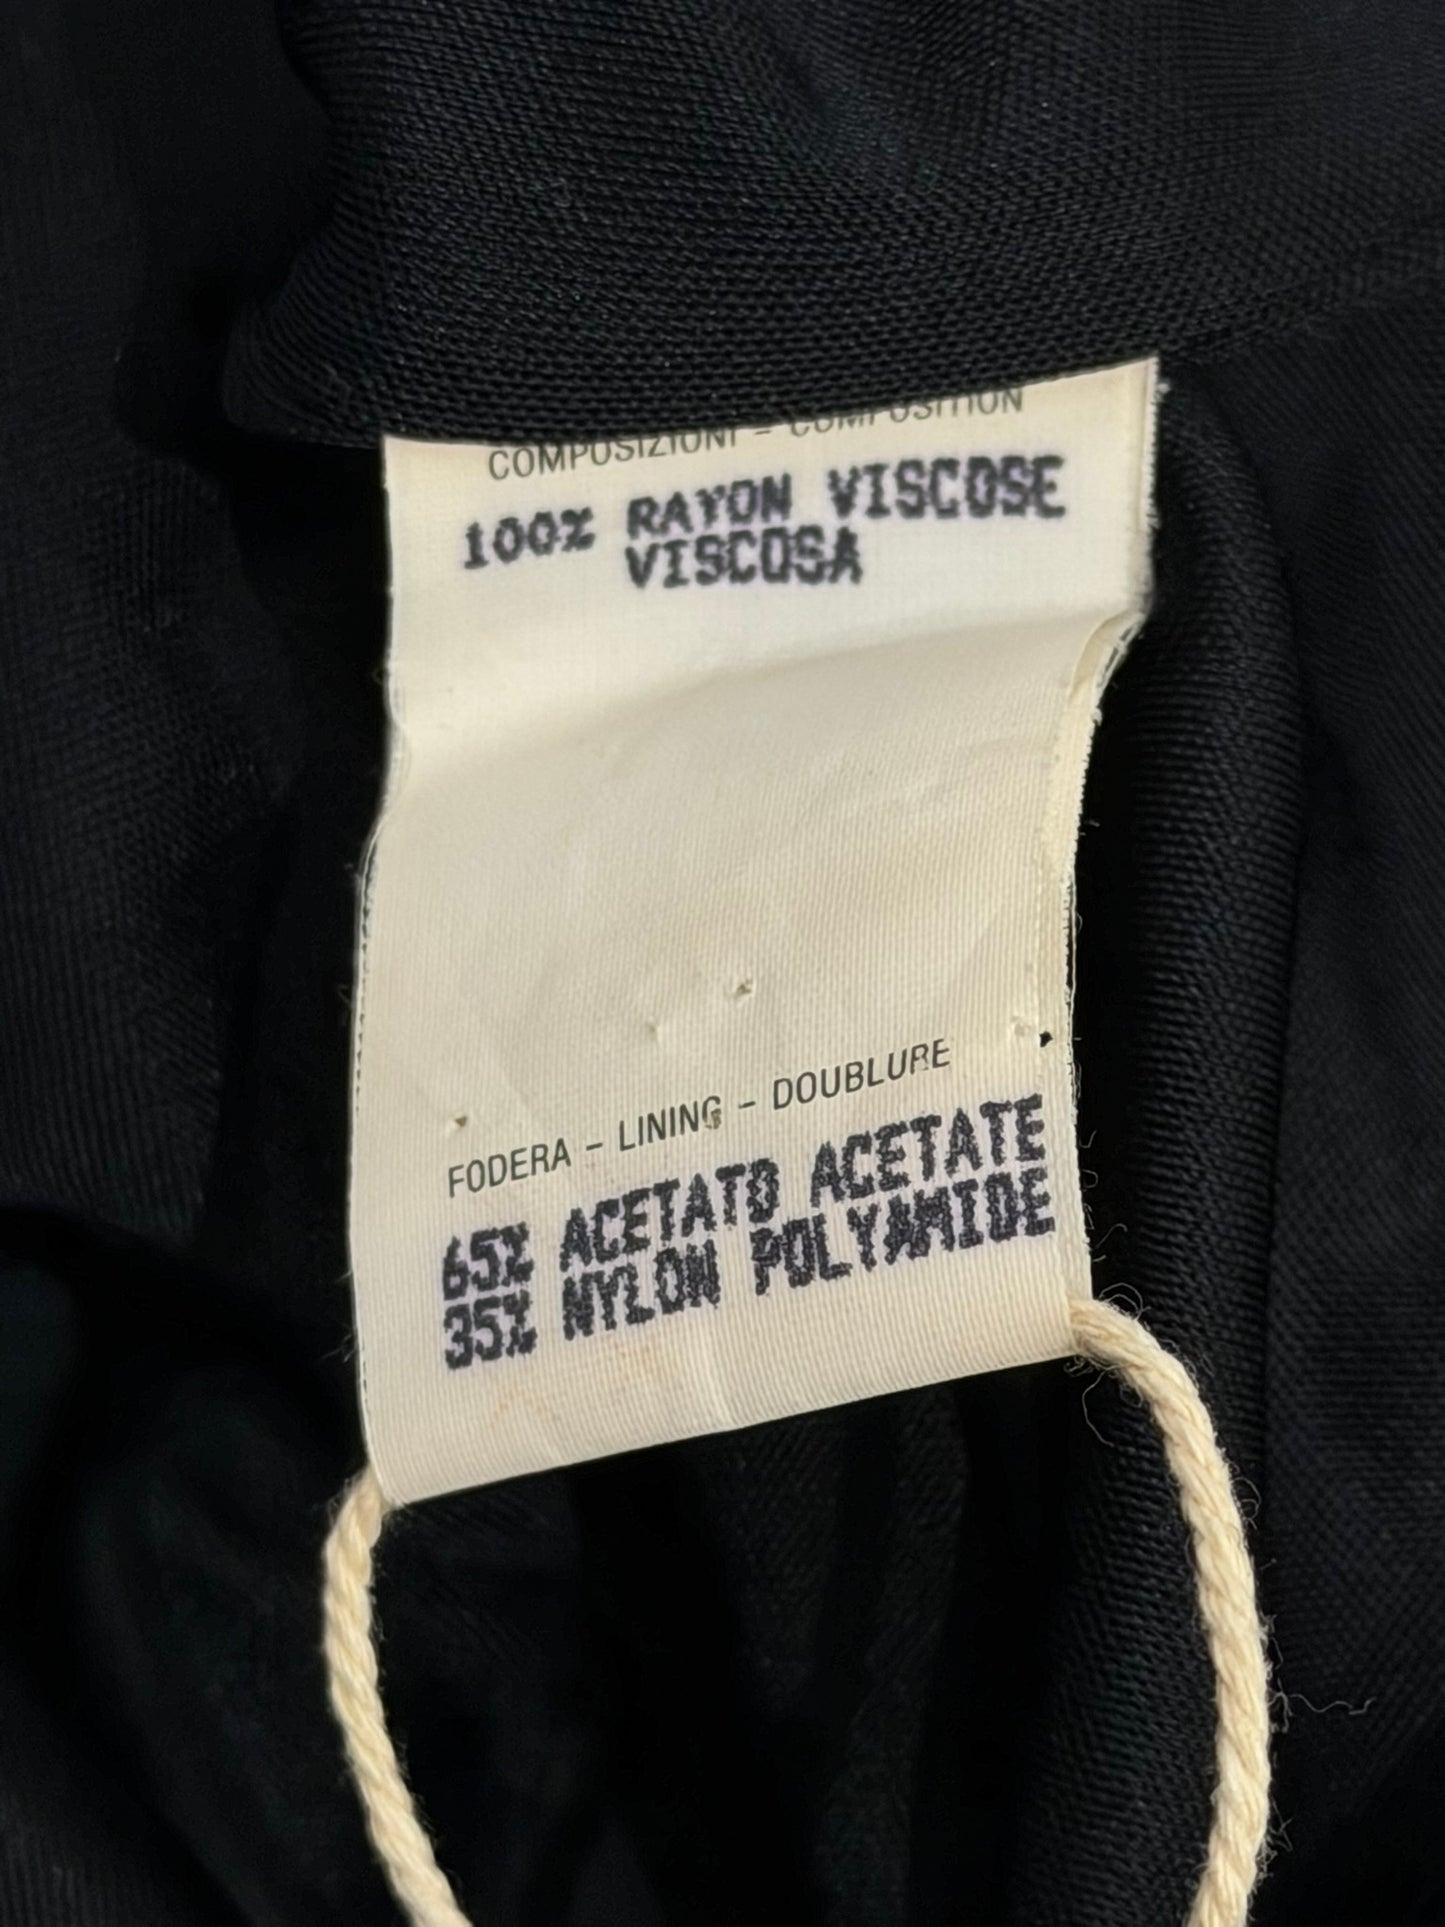 COMPOSIZIONI - COMPOSITION
100% RAYON VISCOSE
VISCOSA
FODERA - LINING - DOUBLURE
65% ACETATO ACETATE
35% NYLON POLYAMIDE